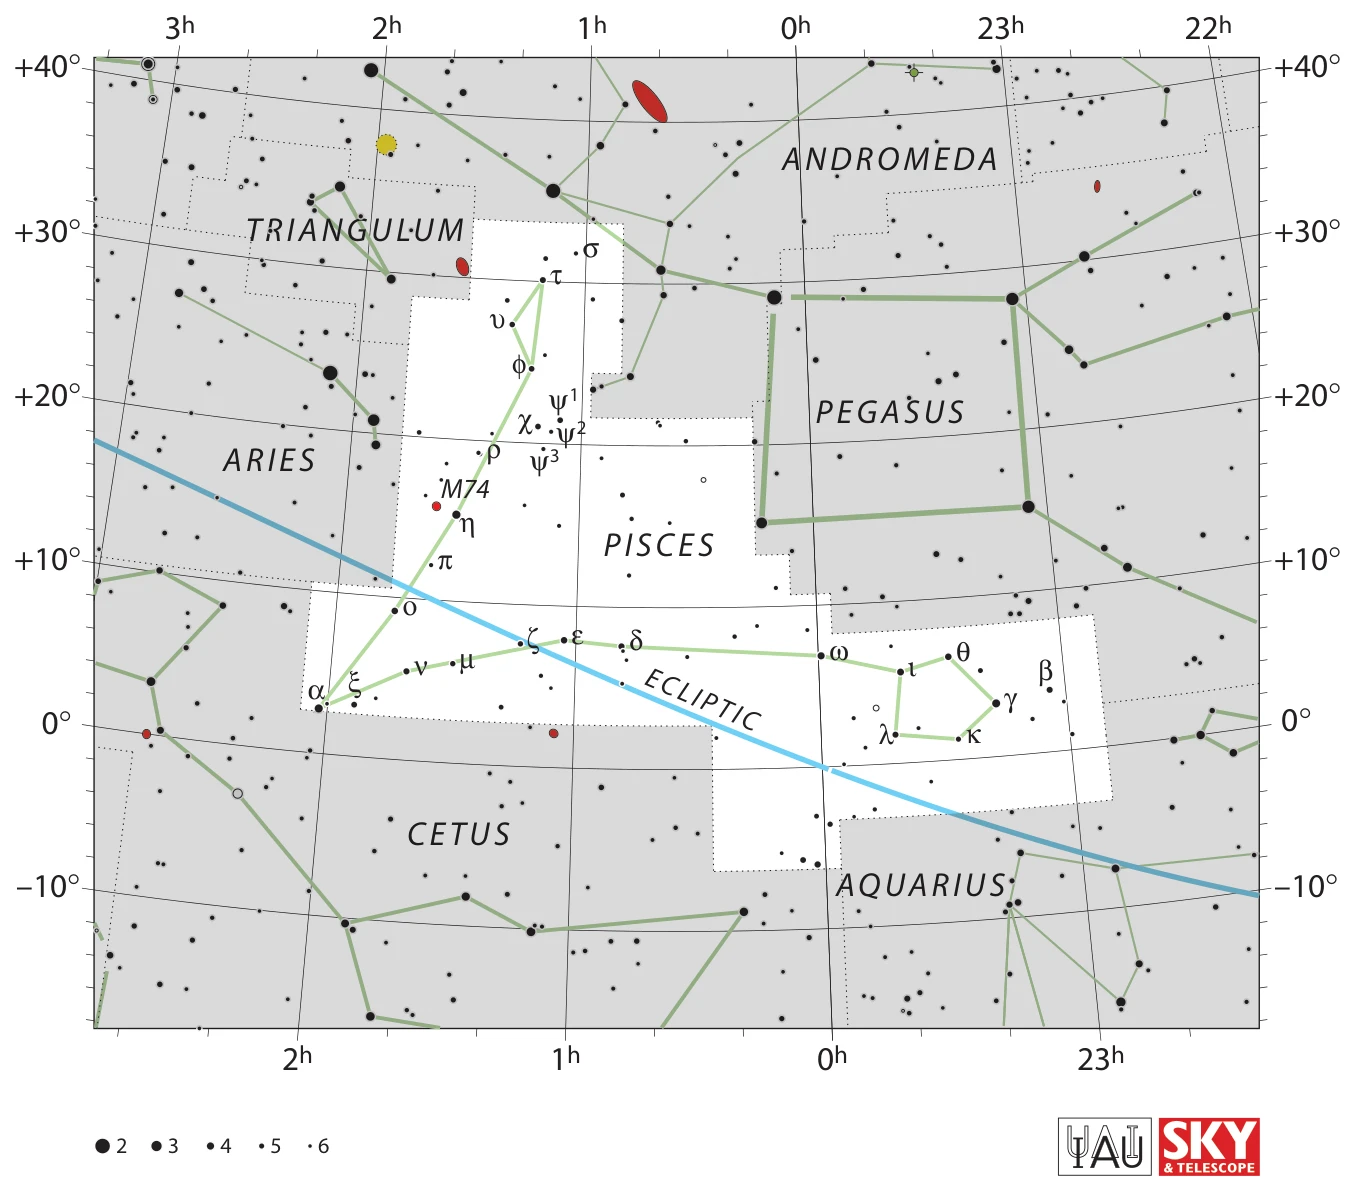 3h 2h 1h 0h 23h 22h
+40° +40°
ANDROMEDA
TRIANGULUM
+30° +30°
σ
τ
υ
ϕ
+20° +20°
ψ1
PEGASUS
χ ψ2
ρ
ψ3
ARIES
M74
η
PISCES
+10° π +10°
ο
ζ ε δ ω θ
ν μ ι β
α ξ ECLIPTIC γ
0° λ κ 0°
CETUS
−10° AQUARIUS −10°
2h 1h 0h 23h
2 3 4 5 6
IAU SKY
& TELESCOPE